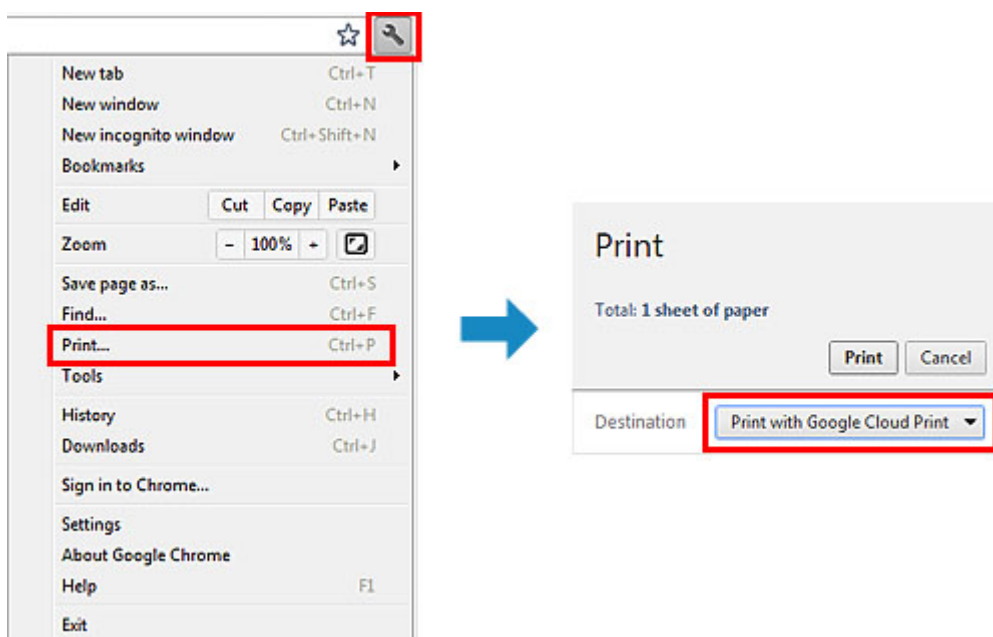 New tab Ctrl+T
New window Ctrl+N
New incognito window Ctrl+Shift+N
Bookmarks
Edit Cut Copy Paste
Zoom - 100% +
Save page as... Ctrl+S
Find... Ctrl+F
Print... Ctrl+P
Tools
History Ctrl+H
Downloads Ctrl+J
Sign in to Chrome...
Settings
About Google Chrome
Help F1
Exit
Print
Total: 1 sheet of paper
Print Cancel
Destination Print with Google Cloud Print